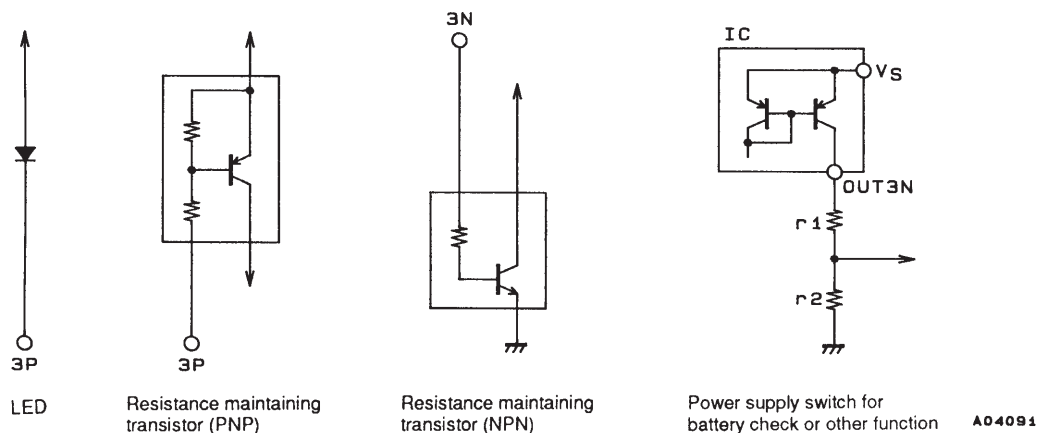 3N
IC
VS
OUT3N
r1
r2
3P
3P
LED
Resistance maintaining
transistor (PNP)
Resistance maintaining
transistor (NPN)
Power supply switch for
battery check or other function
A04091